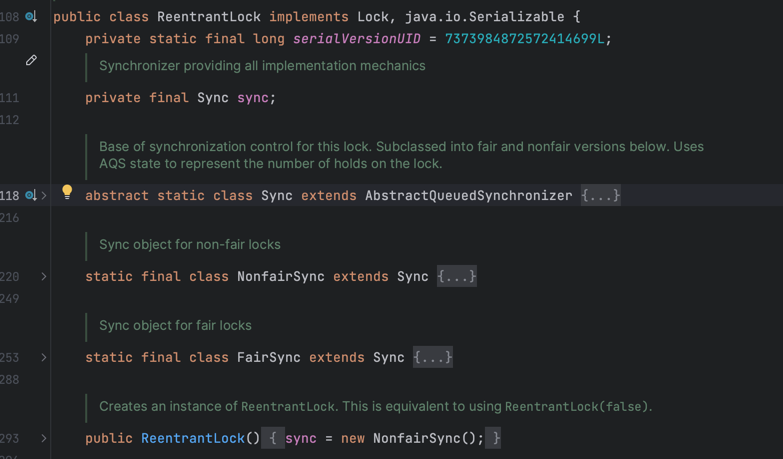 108 public class ReentrantLock implements Lock, java.io.Serializable {
109 private static final long serialVersionUID = 7373984872572414699L;
Synchronizer providing all implementation mechanics
111 private final Sync sync;
112
Base of synchronization control for this lock. Subclassed into fair and nonfair versions below. Uses
AQS state to represent the number of holds on the lock.
118 abstract static class Sync extends AbstractQueuedSynchronizer {...}
216
Sync object for non-fair locks
220 static final class NonfairSync extends Sync {...}
249
Sync object for fair locks
253 static final class FairSync extends Sync {...}
288
Creates an instance of ReentrantLock. This is equivalent to using ReentrantLock(false).
293 public ReentrantLock() { sync = new NonfairSync(); }